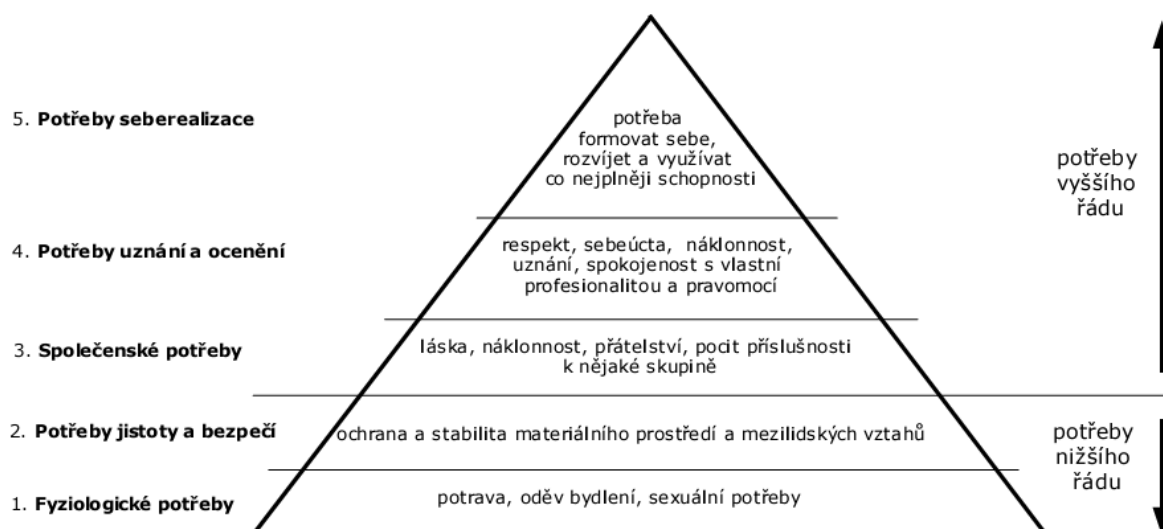 5. Potřeby seberealizace
potřeba
formovat sebe,
rozvíjet a využívat
co nejplněji schopnosti
potřeby
vyššího
řádu
4. Potřeby uznání a ocenění
respekt, sebeúcta, náklonnost,
uznání, spokojenost s vlastní
profesionalitou a pravomocí
3. Společenské potřeby
láska, náklonnost, přátelství, pocit příslušnosti
k nějaké skupině
2. Potřeby jistoty a bezpečí
ochrana a stabilita materiálního prostředí a mezilidských vztahů
potřeby
nižšího
řádu
1. Fyziologické potřeby
potrava, oděv bydlení, sexuální potřeby